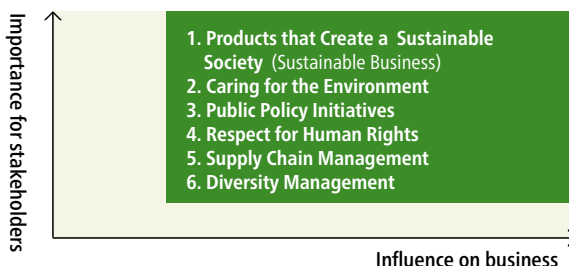 Importance for stakeholders
1. Products that Create a Sustainable
Society (Sustainable Business)
2. Caring for the Environment
3. Public Policy Initiatives
4. Respect for Human Rights
5. Supply Chain Management
6. Diversity Management
Influence on business